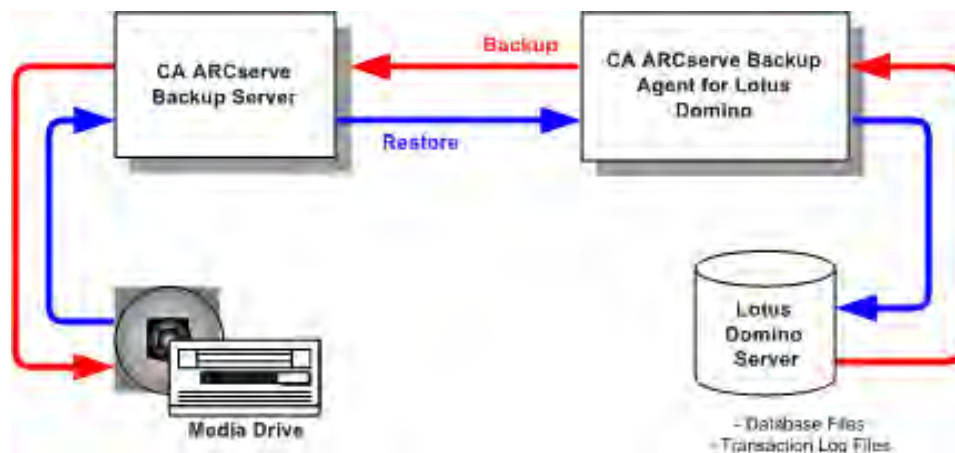 Backup
CA ARCserve
Backup Server
CA ARCserve Backup
Agent for Lotus
Domino
Restore
Lotus
Domino
Server
Media Drive
- Database Files
- Transaction Log Files